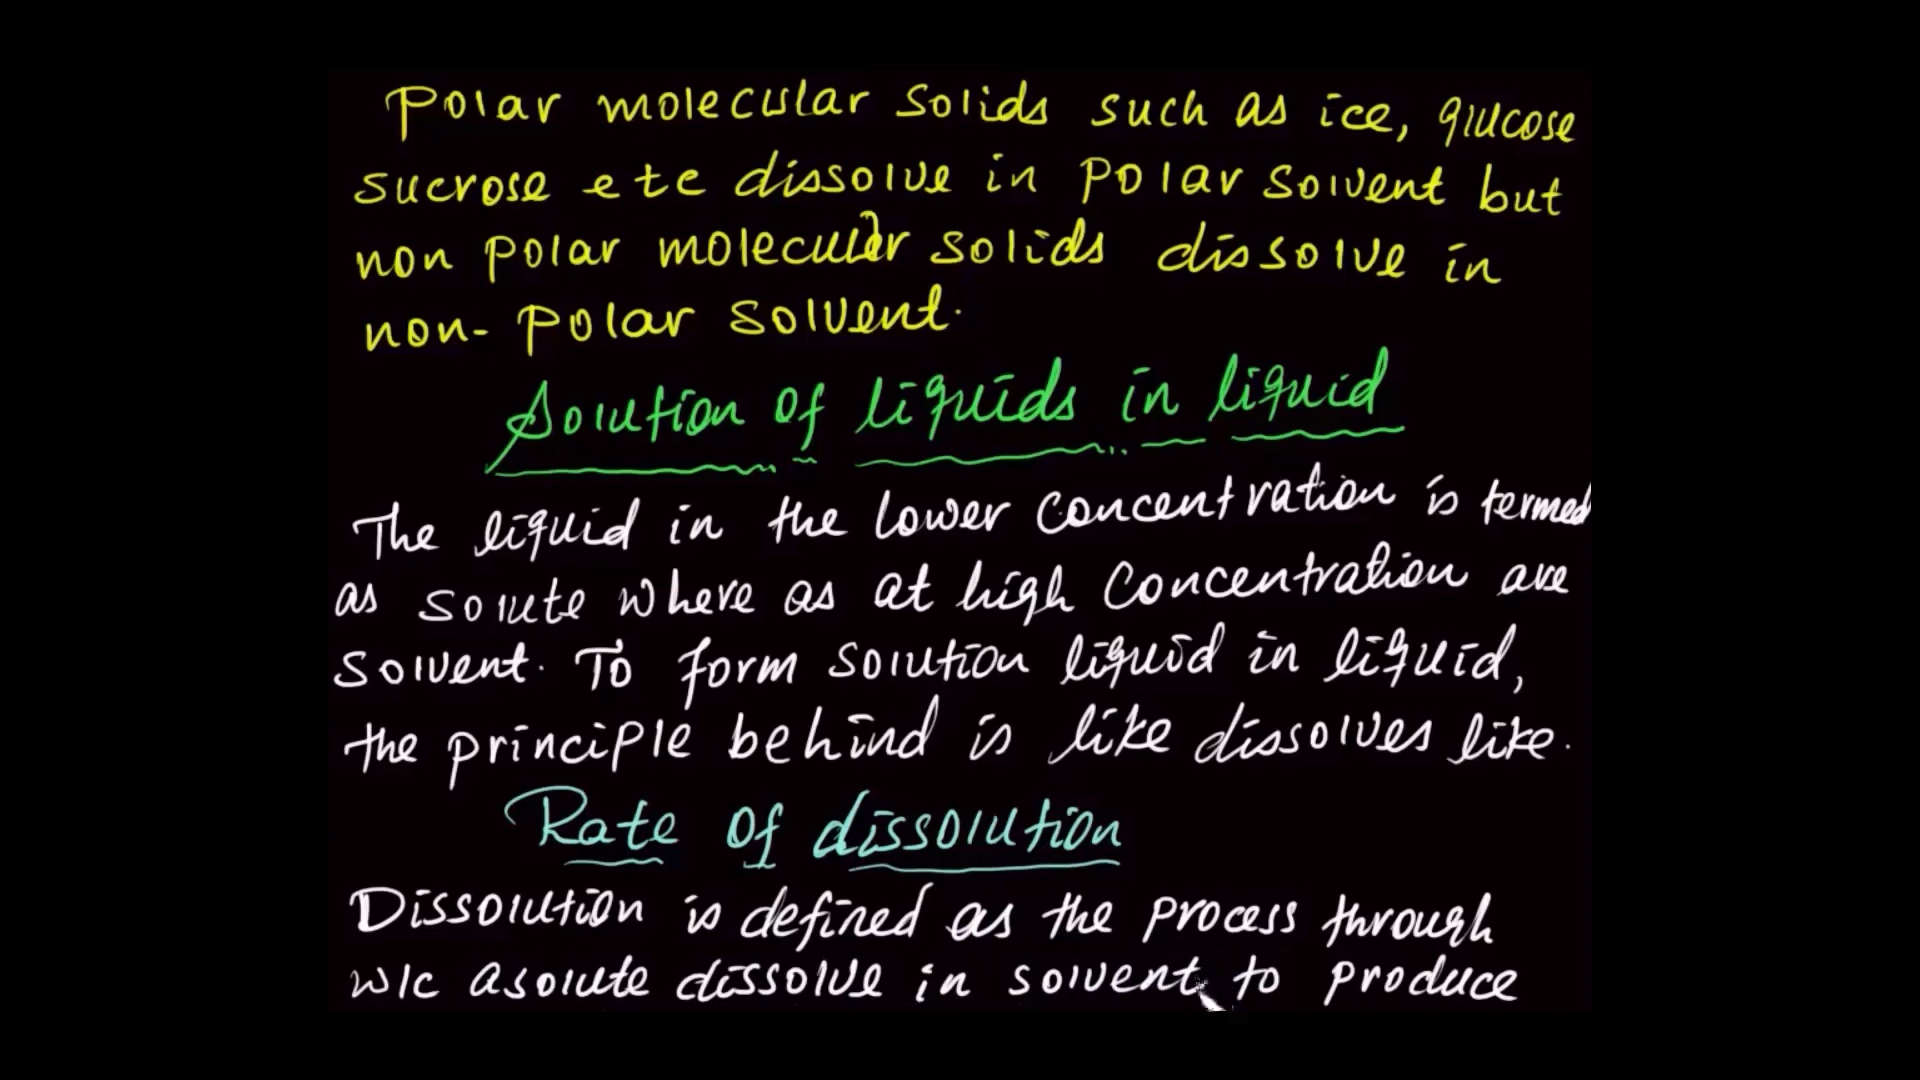 Polar molecular solids such as ice, glucose
sucrose etc dissolve in polar solvent but
non polar molecular solids dissolve in
non-polar solvent.
Solution of liquids in liquid
The liquid in the lower concentration is termed
as solute where as at high concentration are
solvent. To form solution liquid in liquid,
the principle behind is like dissolves like.
Rate of dissolution
Dissolution is defined as the process through
w/c a solute dissolve in solvent to produce